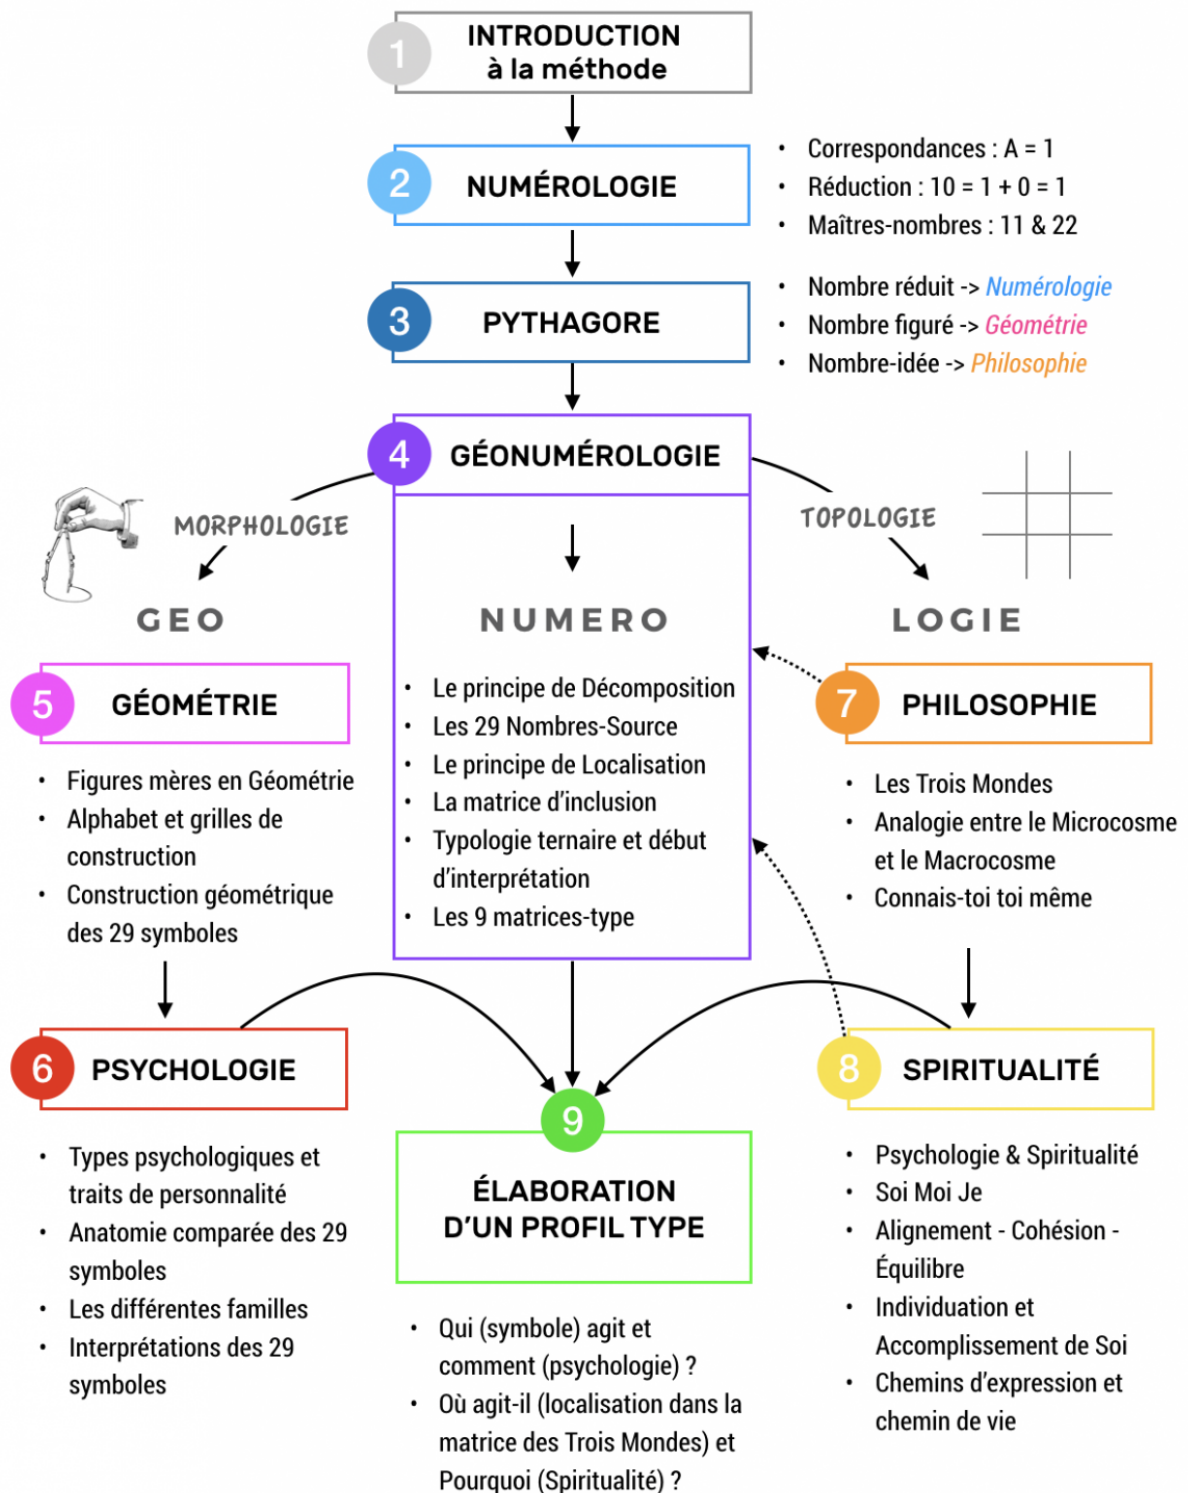 1
INTRODUCTION
à la méthode
2
NUMÉROLOGIE
• Correspondances : A = 1
• Réduction : 10 = 1 + 0 = 1
• Maîtres-nombres : 11 & 22
3
PYTHAGORE
• Nombre réduit -> Numérologie
• Nombre figuré -> Géométrie
• Nombre-idée -> Philosophie
4
GÉONUMÉROLOGIE
MORPHOLOGIE
TOPOLOGIE
GEO
NUMERO
LOGIE
5
GÉOMÉTRIE
• Figures mères en Géométrie
• Alphabet et grilles de
construction
• Construction géométrique
des 29 symboles
• Le principe de Décomposition
• Les 29 Nombres-Source
• Le principe de Localisation
• La matrice d'inclusion
• Typologie ternaire et début
d'interprétation
• Les 9 matrices-type
7
PHILOSOPHIE
• Les Trois Mondes
• Analogie entre le Microcosme
et le Macrocosme
• Connais-toi toi même
6
PSYCHOLOGIE
• Types psychologiques et
traits de personnalité
• Anatomie comparée des 29
symboles
• Les différentes familles
• Interprétations des 29
symboles
8
SPIRITUALITÉ
• Psychologie & Spiritualité
• Soi Moi Je
• Alignement - Cohésion -
Équilibre
• Individuation et
Accomplissement de Soi
• Chemins d'expression et
chemin de vie
9
ÉLABORATION
D'UN PROFIL TYPE
• Qui (symbole) agit et
comment (psychologie) ?
• Où agit-il (localisation dans la
matrice des Trois Mondes) et
Pourquoi (Spiritualité) ?